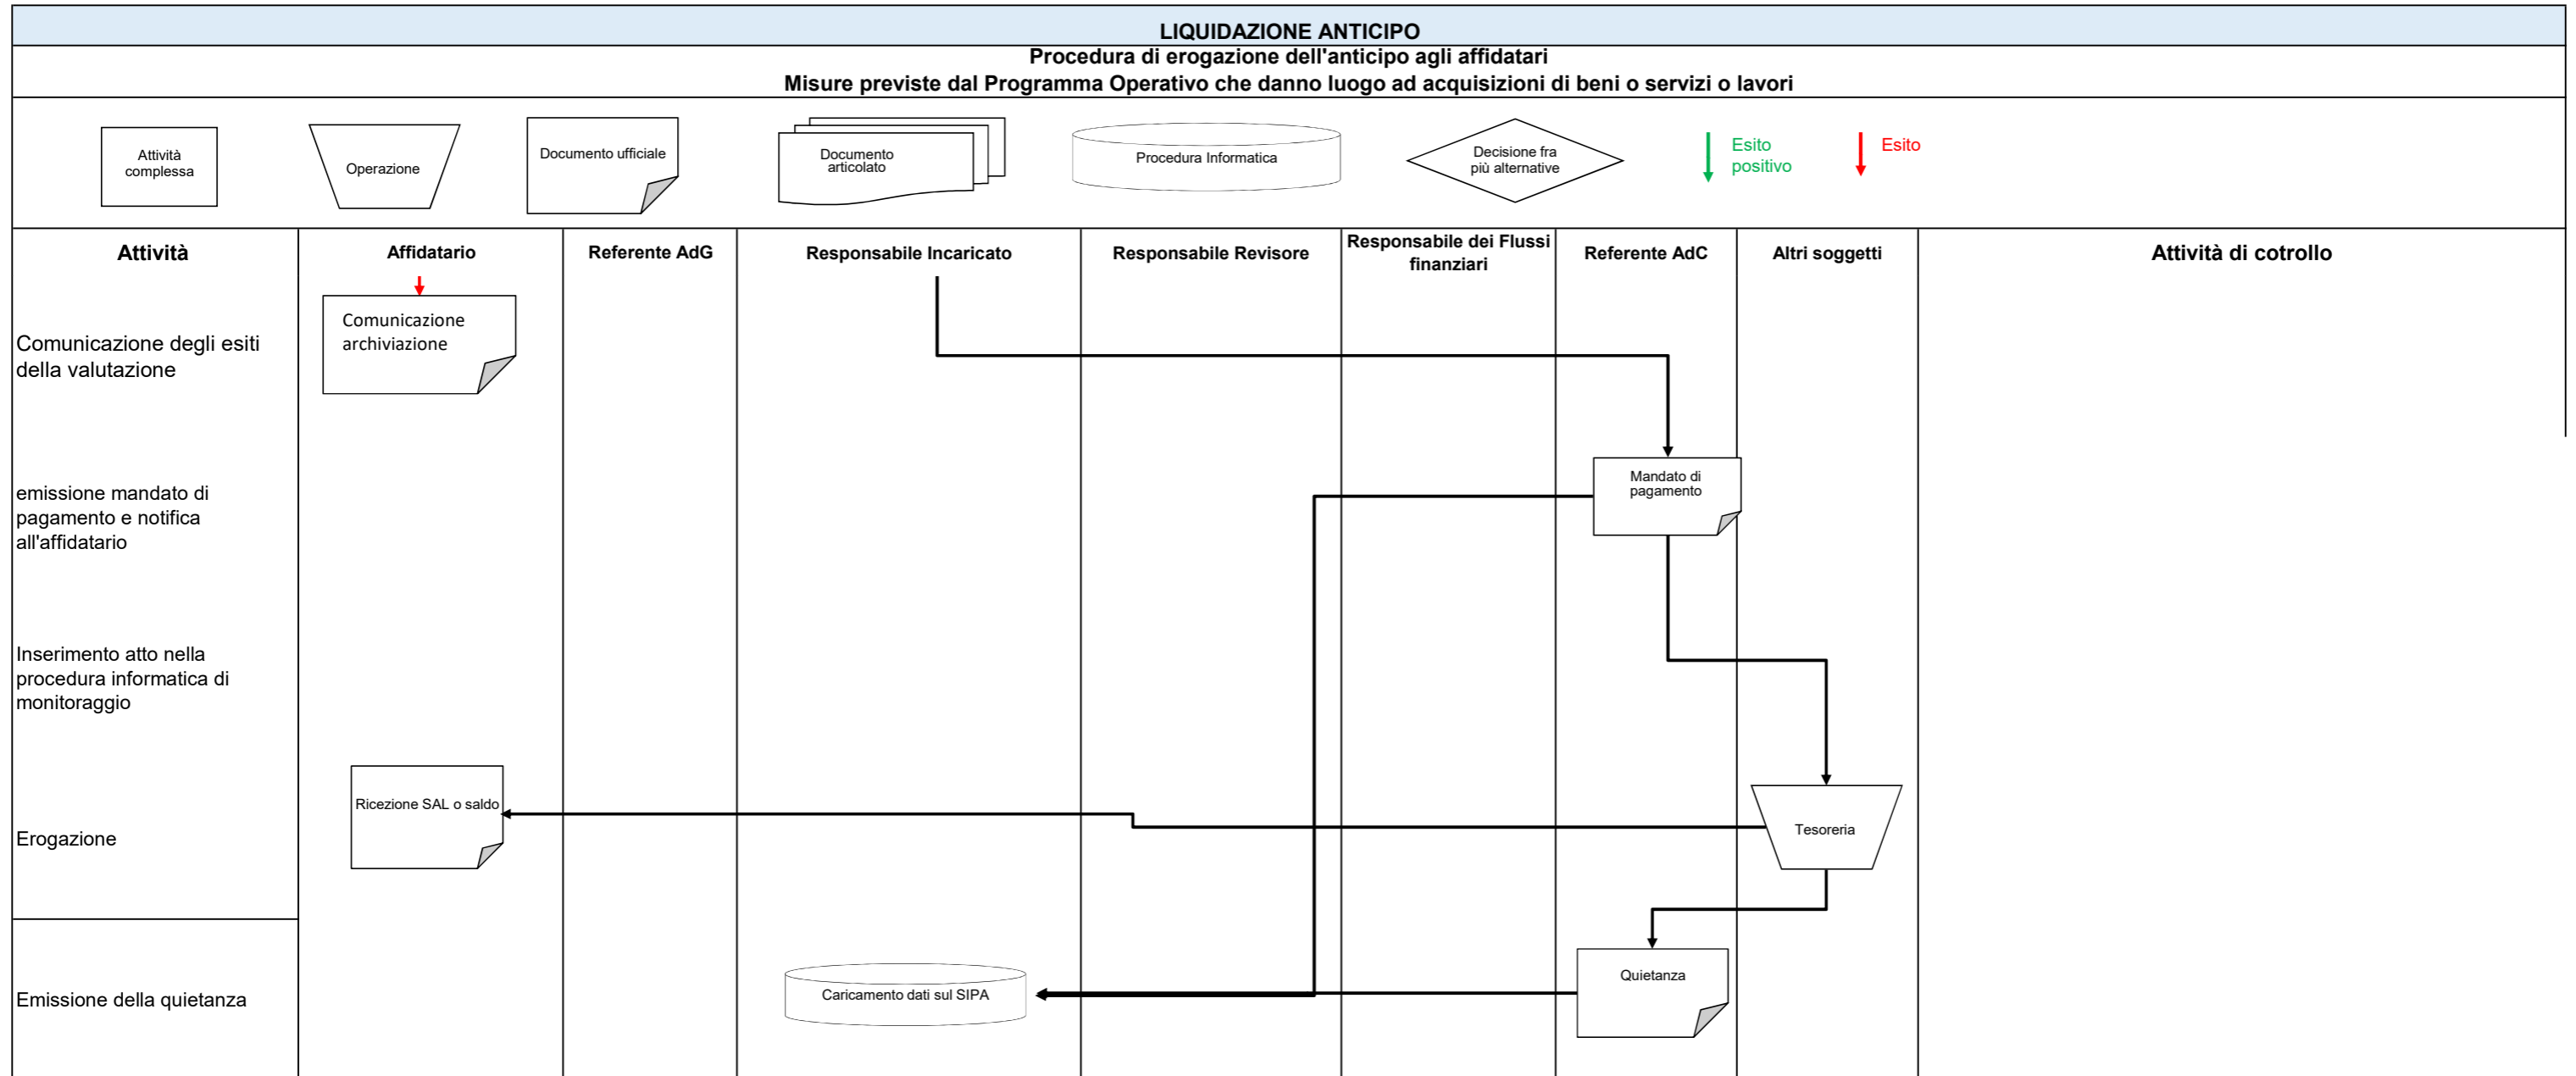 LIQUIDAZIONE ANTICIPO
Procedura di erogazione dell'anticipo agli affidatari
Misure previste dal Programma Operativo che danno luogo ad acquisizioni di beni o servizi o lavori
Attività
complessa
Operazione
Documento ufficiale
Documento
articolato
Procedura Informatica
Decisione fra
più alternative
Esito
positivo
Esito
Attività
Affidatario
Referente AdG
Responsabile Incaricato
Responsabile Revisore
Responsabile dei Flussi
finanziari
Referente AdC
Altri soggetti
Attività di cotrollo
Comunicazione degli esiti
della valutazione
Comunicazione
archiviazione
emissione mandato di
pagamento e notifica
all'affidatario
Mandato di
pagamento
Inserimento atto nella
procedura informatica di
monitoraggio
Erogazione
Ricezione SAL o saldo
Tesoreria
Emissione della quietanza
Caricamento dati sul SIPA
Quietanza